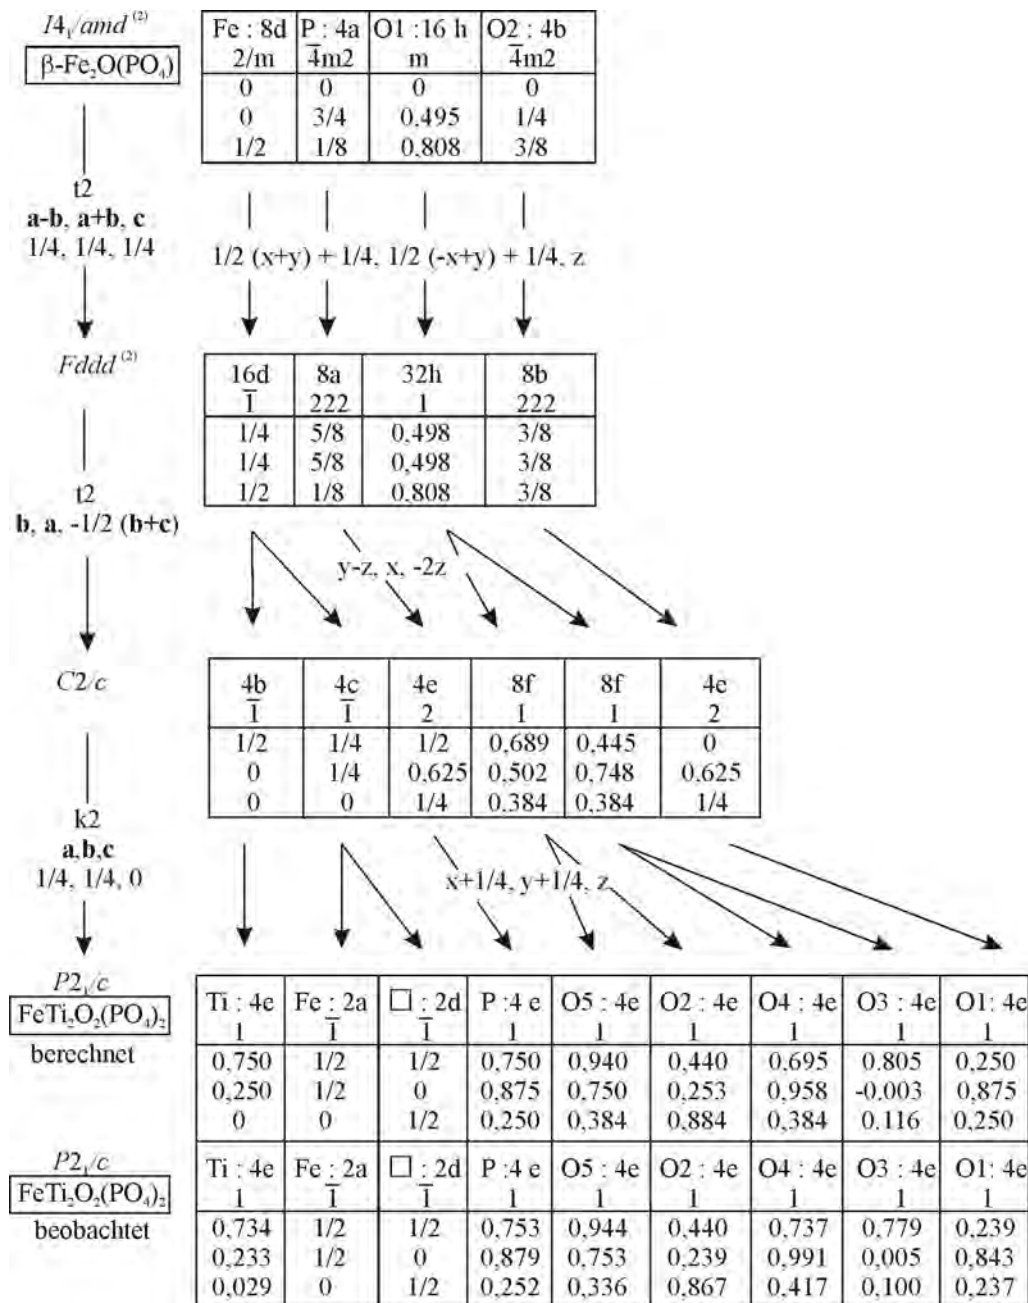 I4₁/amd ⁽²⁾
β-Fe₂O(PO₄)
Fe : 8d P : 4a O1 :16 h O2 : 4b
2/m 4̅m2 m 4̅m2
0 0 0 0
0 3/4 0,495 1/4
1/2 1/8 0,808 3/8
t2
a-b, a+b, c
1/4, 1/4, 1/4
1/2 (x+y) + 1/4, 1/2 (-x+y) + 1/4, z
Fddd ⁽²⁾
16d 8a 32h 8b
1̅ 222 1 222
1/4 5/8 0,498 3/8
1/4 5/8 0,498 3/8
1/2 1/8 0,808 3/8
t2
b, a, -1/2 (b+c)
y-z, x, -2z
C2/c
4b 4c 4e 8f 8f 4e
1̅ 1̅ 2 1 1 2
1/2 1/4 1/2 0,689 0,445 0
0 1/4 0,625 0,502 0,748 0,625
0 0 1/4 0,384 0,384 1/4
k2
a,b,c
1/4, 1/4, 0
x+1/4, y+1/4, z
P2₁/c
FeTi₂O₂(PO₄)₂
berechnet
Ti : 4e Fe : 2a □ : 2d P :4 e O5 : 4e O2 : 4e O4 : 4e O3 : 4e O1: 4e
1 1̅ 1̅ 1 1 1 1 1 1
0,750 1/2 1/2 0,750 0,940 0,440 0,695 0.805 0,250
0,250 1/2 0 0,875 0,750 0,253 0,958 -0,003 0,875
0 0 1/2 0,250 0,384 0,884 0,384 0.116 0,250
P2₁/c
FeTi₂O₂(PO₄)₂
beobachtet
Ti : 4e Fe : 2a □ : 2d P :4 e O5 : 4e O2 : 4e O4 : 4e O3 : 4e O1: 4e
1 1̅ 1̅ 1 1 1 1 1 1
0,734 1/2 1/2 0,753 0,944 0,440 0,737 0,779 0,239
0,233 1/2 0 0,879 0,753 0,239 0,991 0,005 0,843
0,029 0 1/2 0,252 0,336 0,867 0,417 0,100 0,237